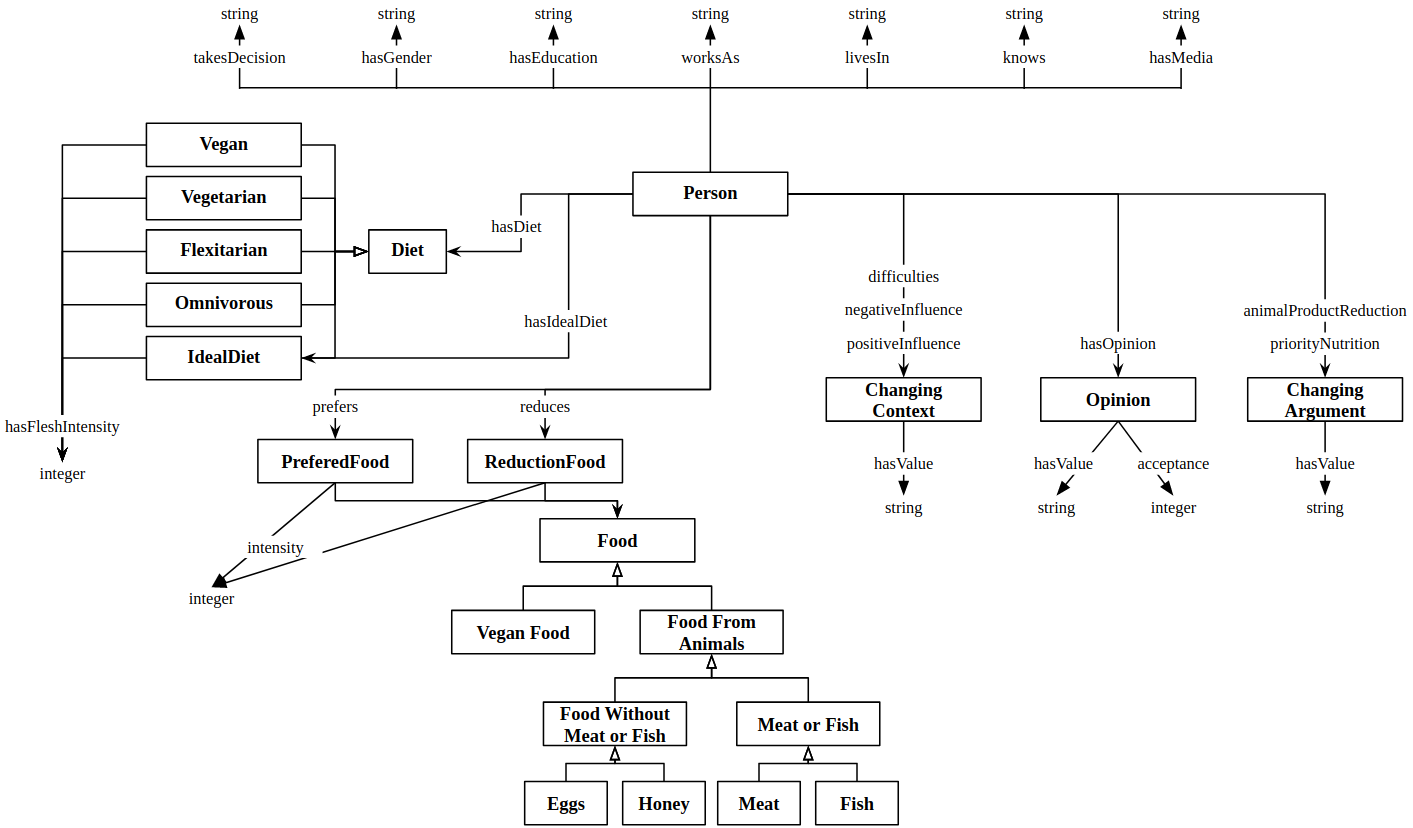 string string string string string string string
takesDecision hasGender hasEducation worksAs livesIn knows hasMedia
Vegan
Person
Vegetarian
hasDiet
Flexitarian
Diet
difficulties
Omnivorous
negativeInfluence
animalProductReduction
hasIdealDiet
positiveInfluence
hasOpinion
priorityNutrition
IdealDiet
Changing
Context
Opinion
Changing
Argument
prefers
reduces
hasFleshIntensity
integer
PreferedFood
ReductionFood
hasValue
hasValue
acceptance
hasValue
string
string
integer
string
intensity
Food
integer
Vegan Food
Food From
Animals
Food Without
Meat or Fish
Meat or Fish
Eggs
Honey
Meat
Fish